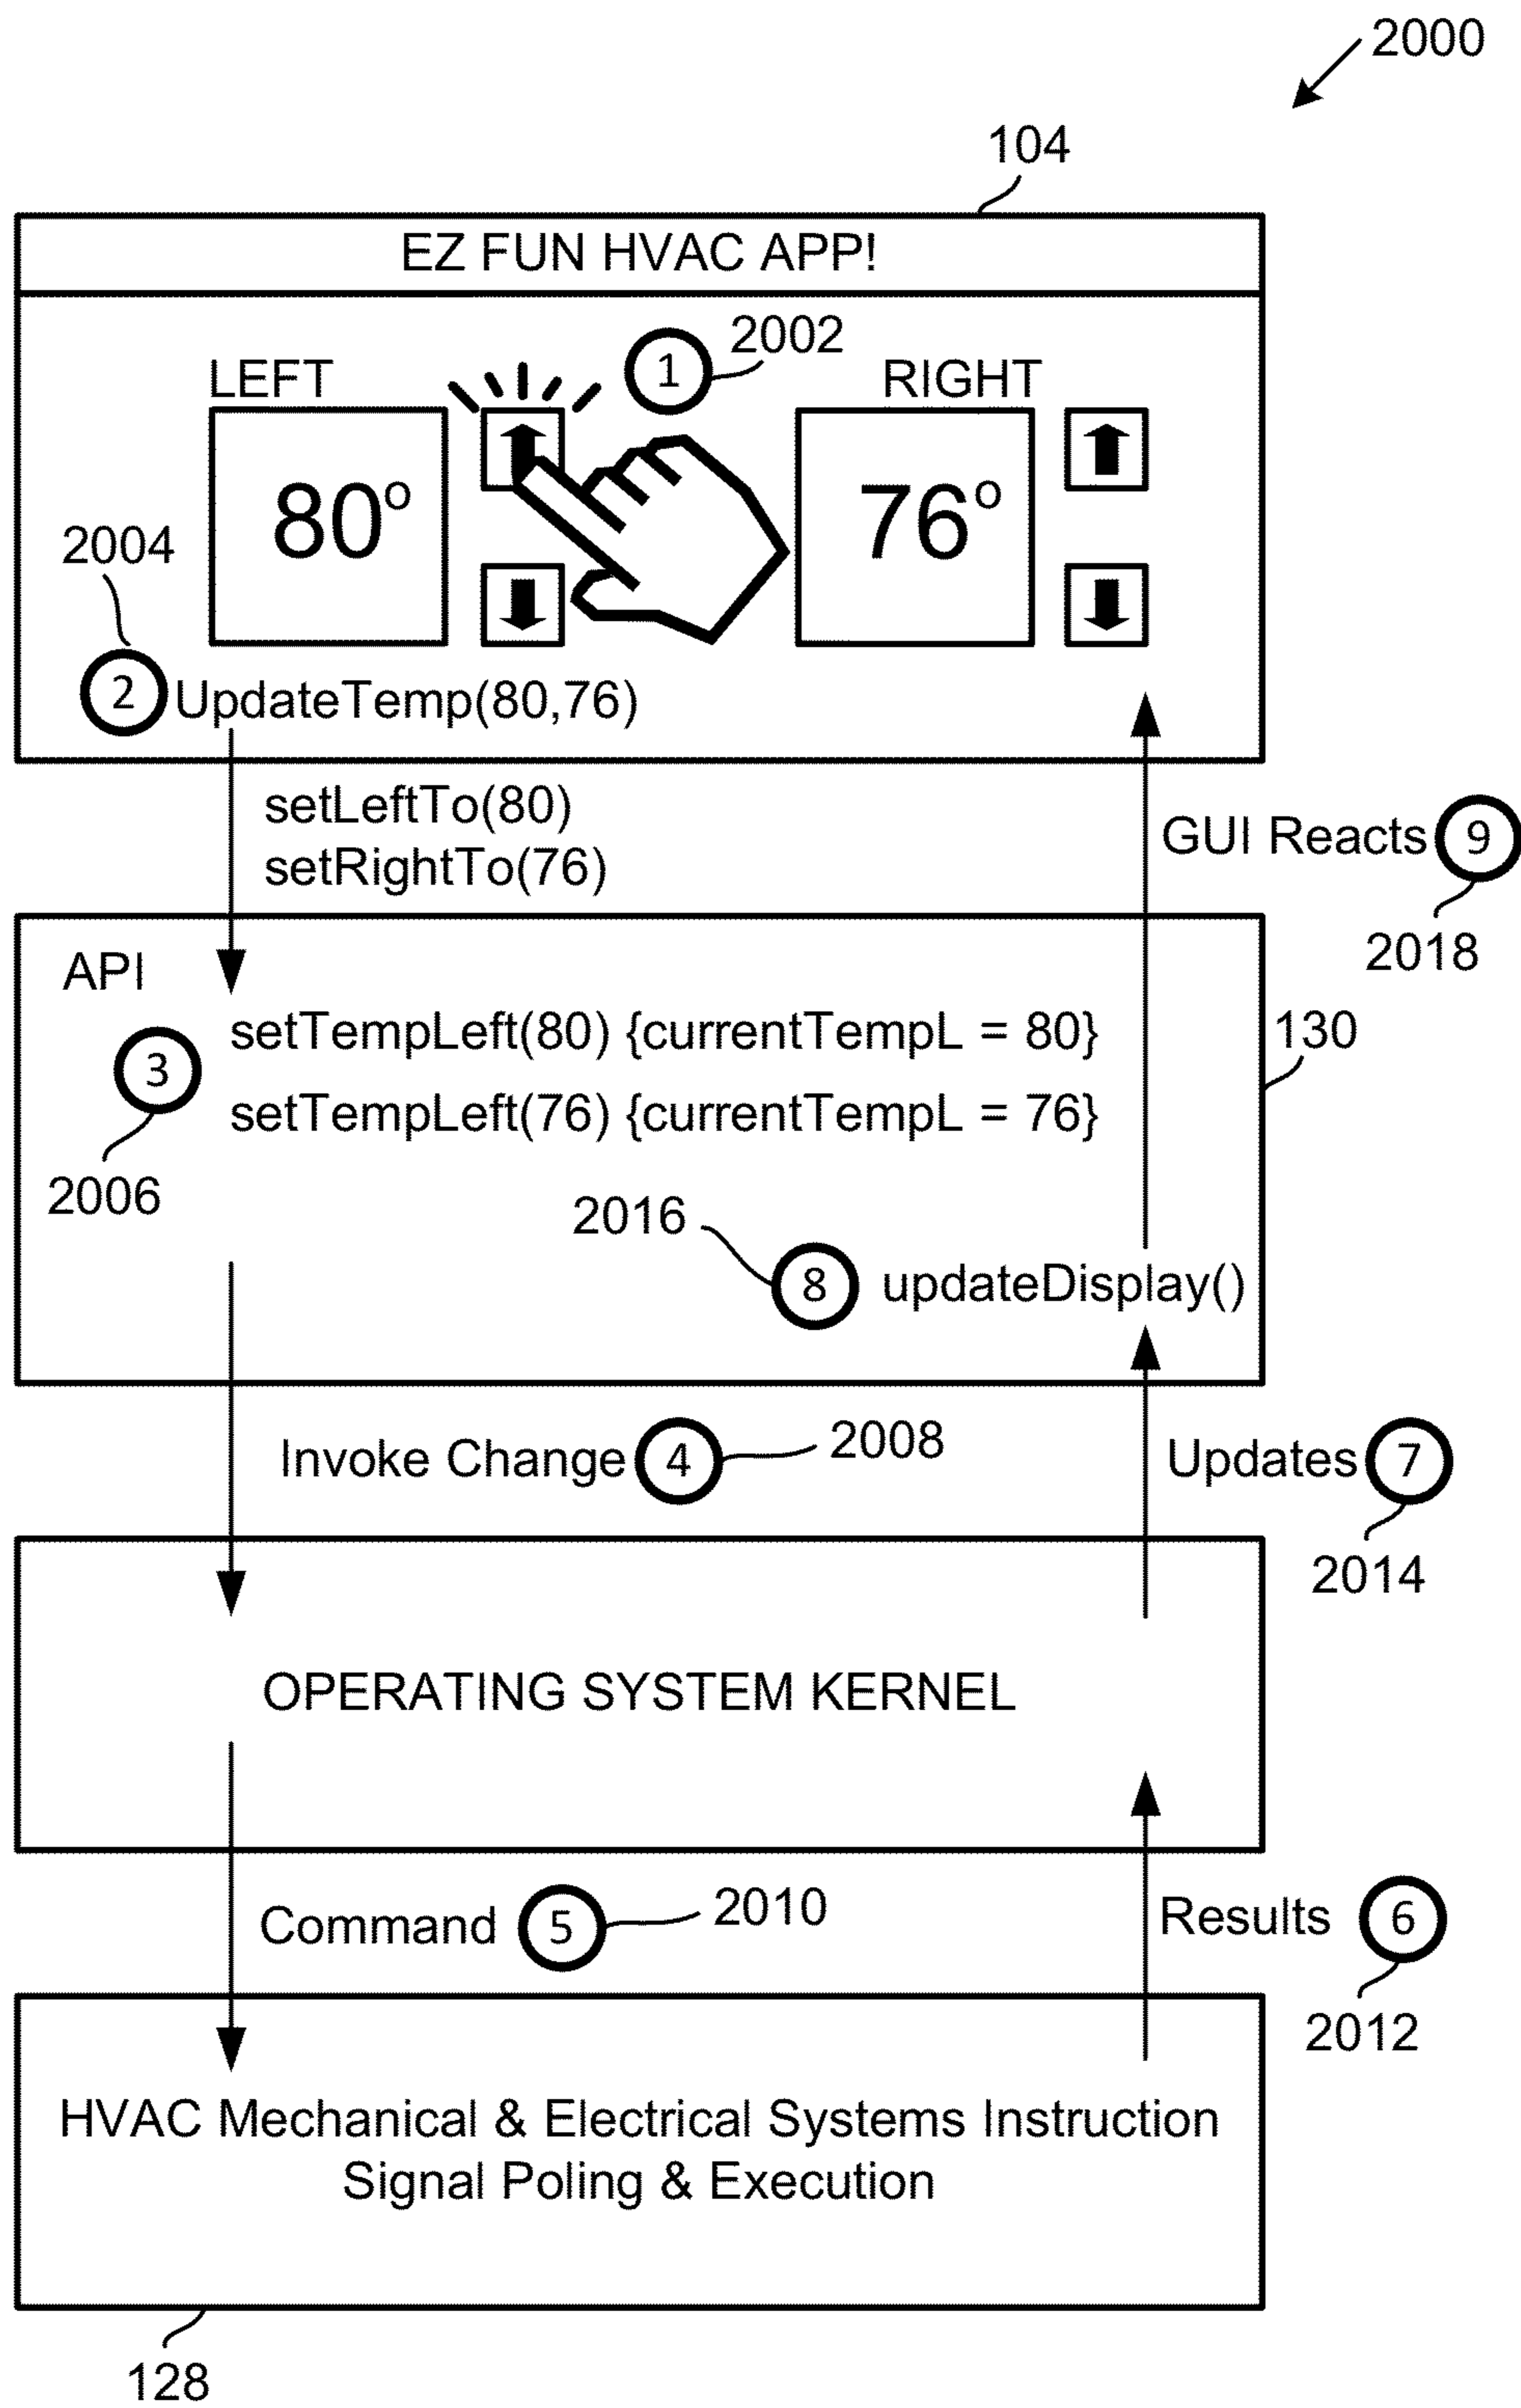 2000
104
EZ FUN HVAC APP!
1 2002
LEFT
RIGHT
80°
76°
2004
2 UpdateTemp(80,76)
setLeftTo(80)
setRightTo(76)
GUI Reacts 9
2018
API
3
setTempLeft(80) {currentTempL = 80}
setTempLeft(76) {currentTempL = 76}
130
2006
2016
8 updateDisplay()
Invoke Change 4 2008
Updates 7
2014
OPERATING SYSTEM KERNEL
Command 5 2010
Results 6
2012
HVAC Mechanical & Electrical Systems Instruction
Signal Poling & Execution
128